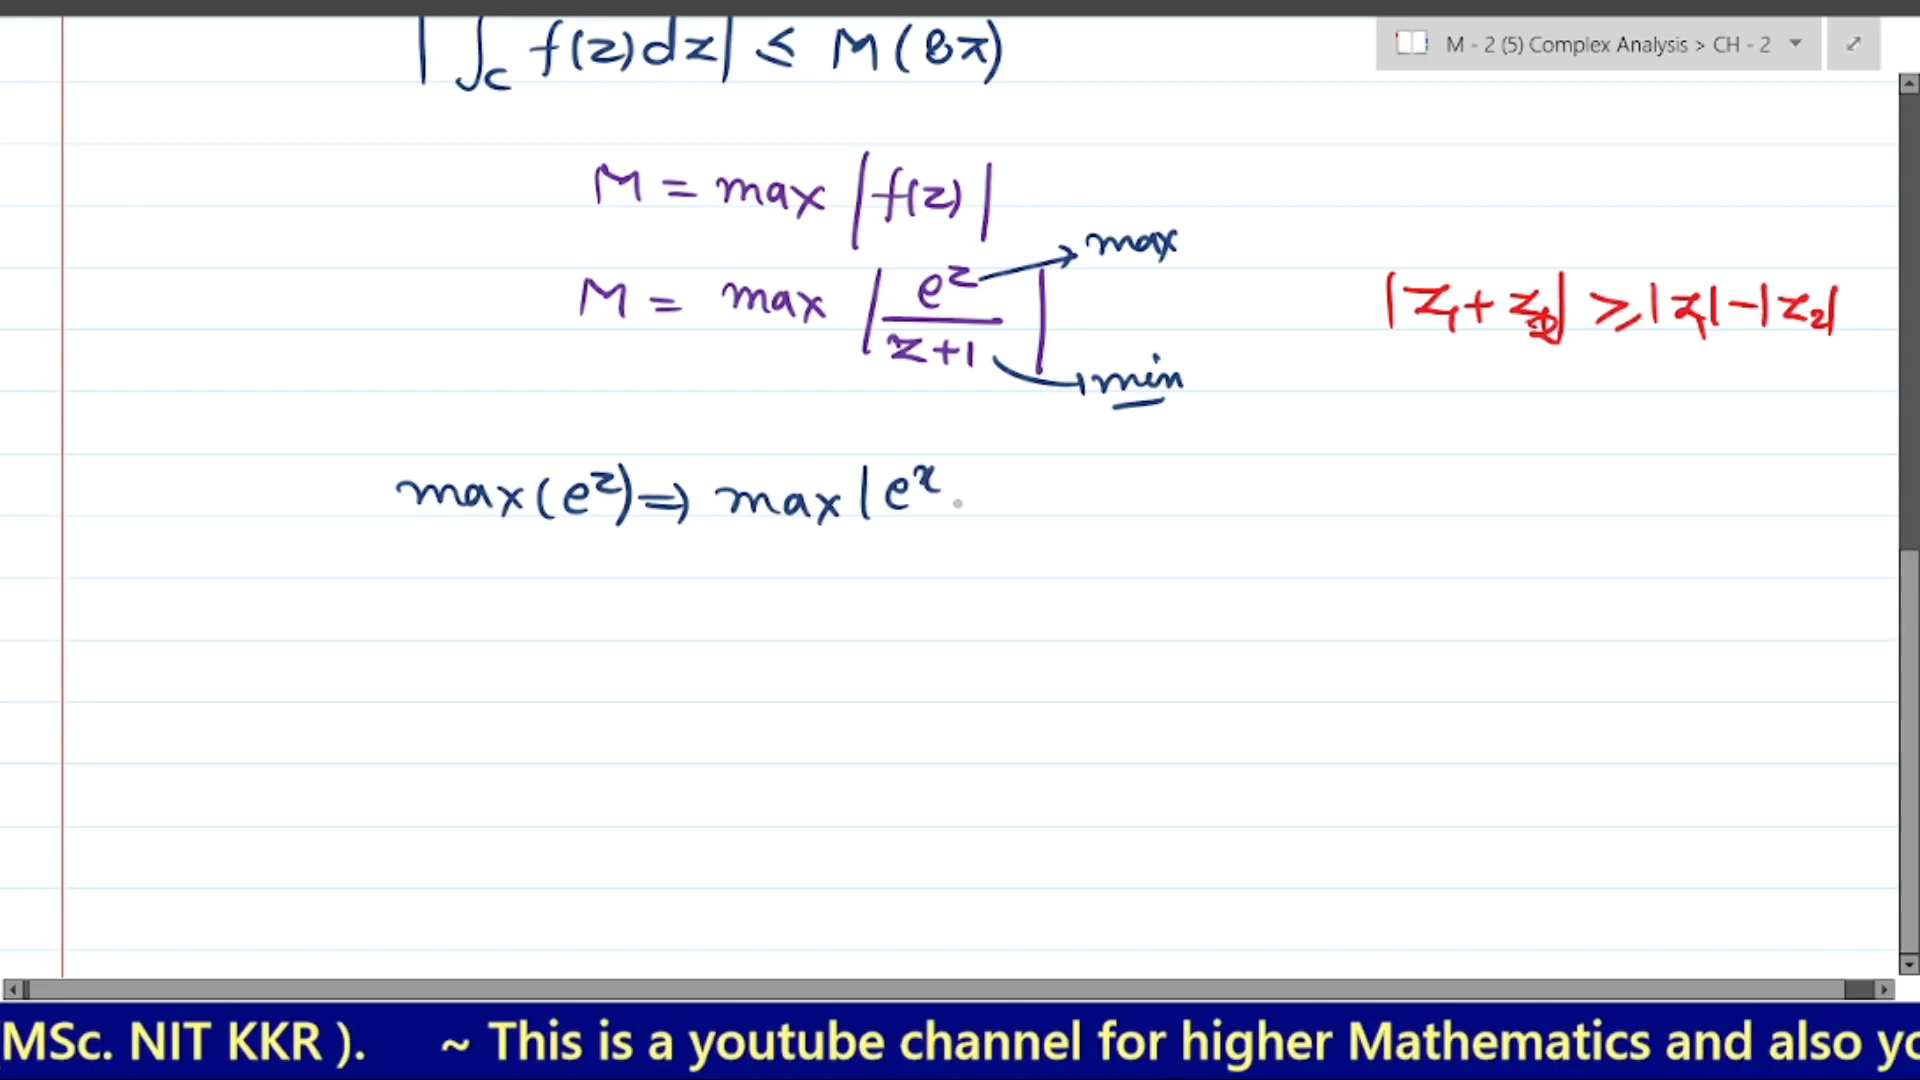 M - 2 (5) Complex Analysis > CH - 2
|∫_C f(z)dz| ≤ M(8π)
M = max |f(z)|
M = max |e^z / z+1|
max
min
|z₁ + z₂| ≥ |z₁| - |z₂|
max(e^z) ⇒ max |e^x .
MSc. NIT KKR ). ~ This is a youtube channel for higher Mathematics and also yo